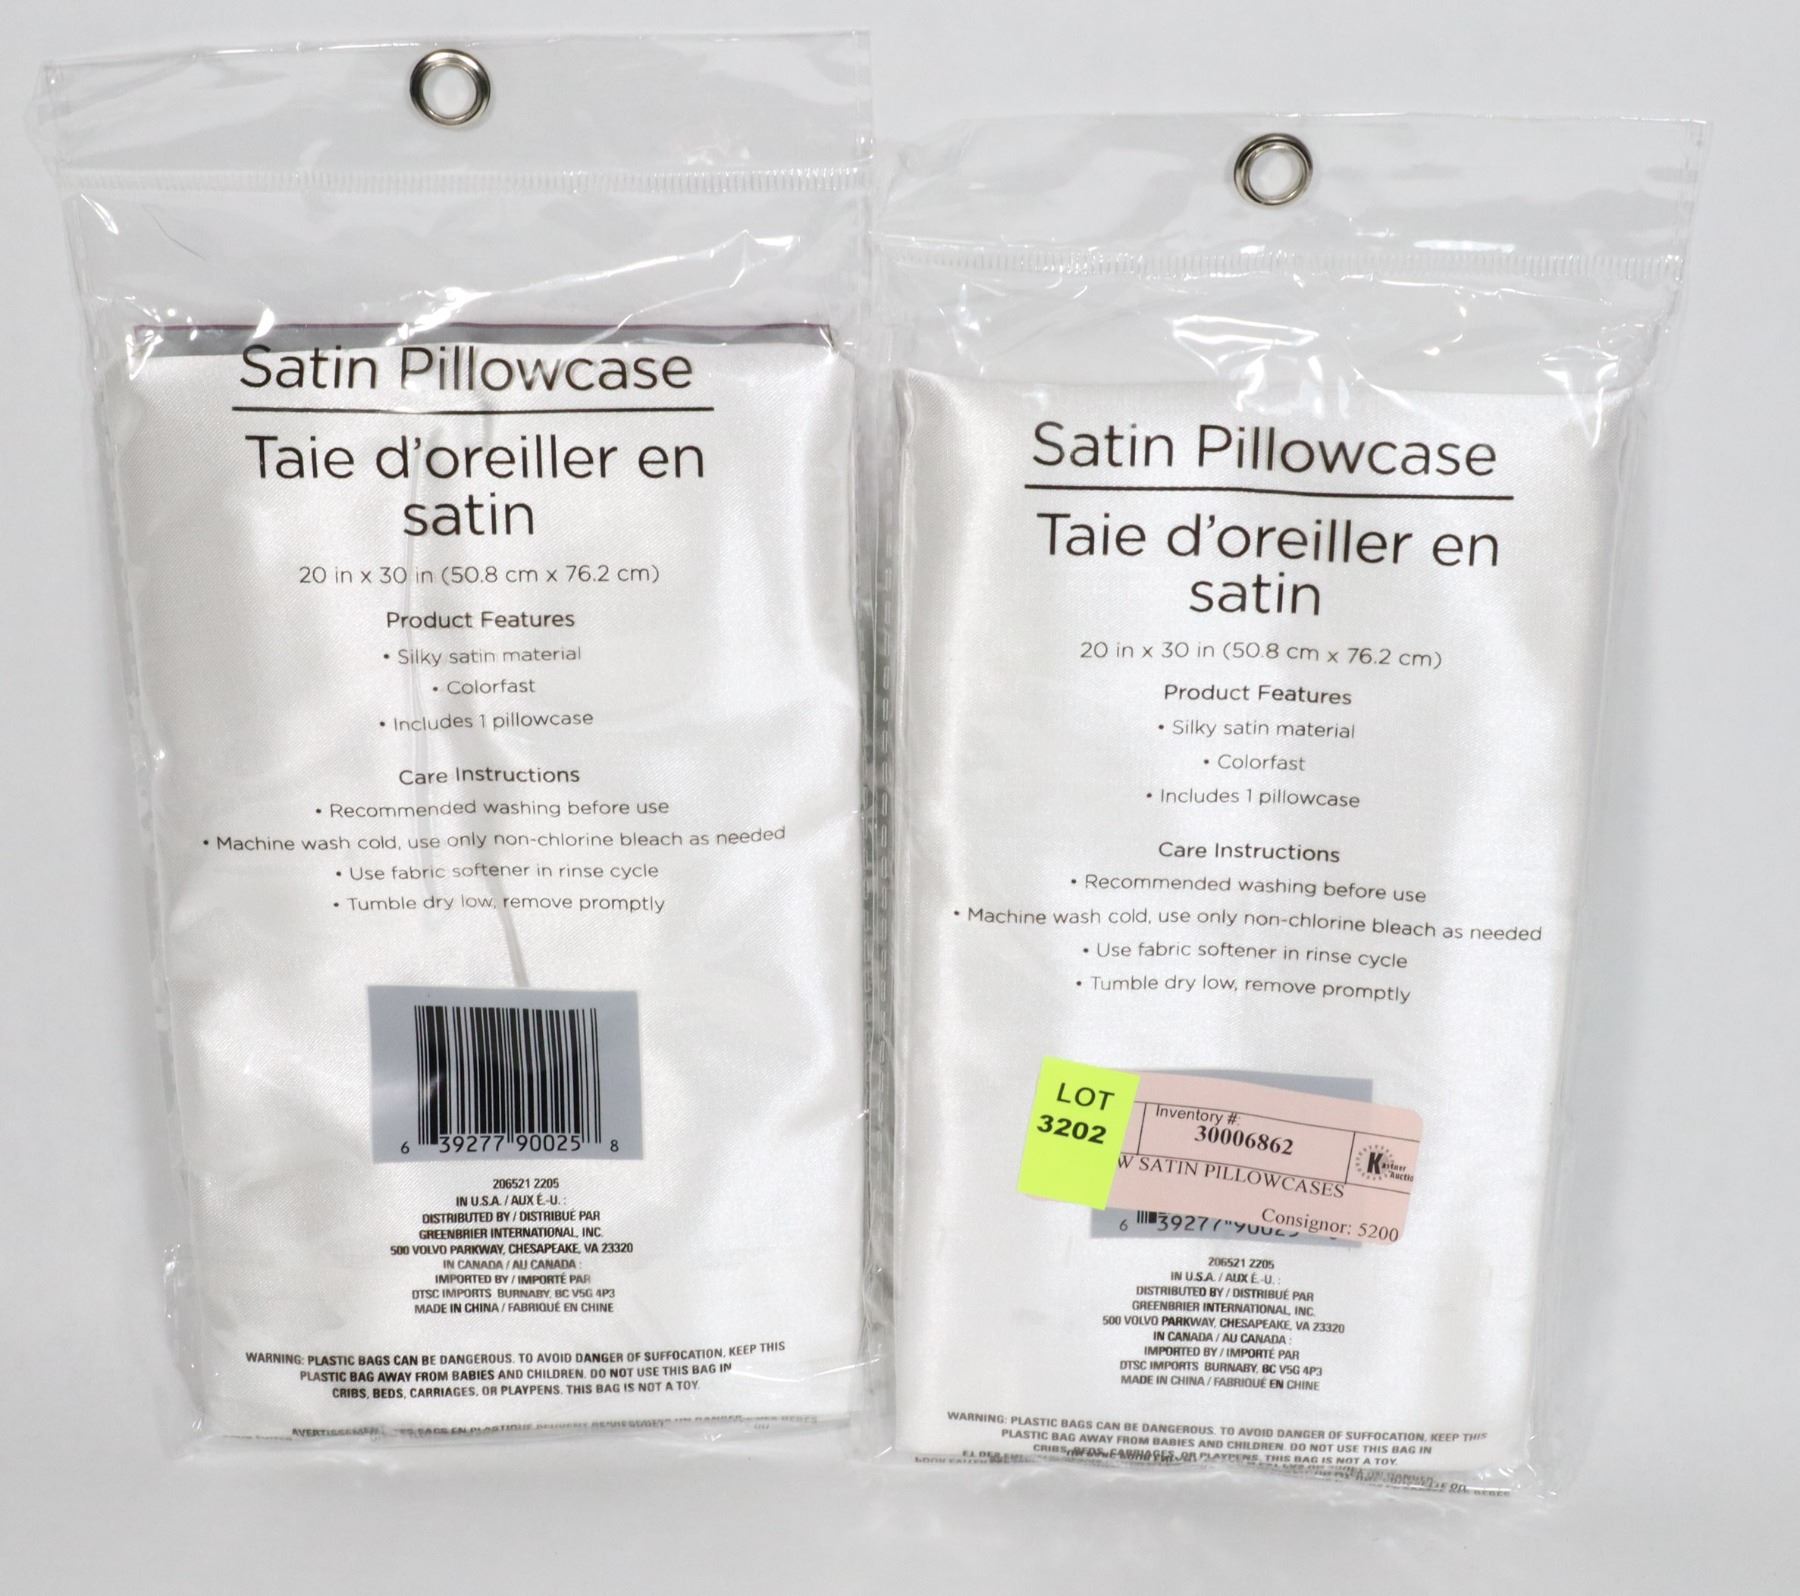 Satin Pillowcase
Taie d'oreiller en
satin
20 in x 30 in (50.8 cm x 76.2 cm)
Product Features
• Silky satin material
• Colorfast
• Includes 1 pillowcase
Care Instructions
• Recommended washing before use
• Machine wash cold, use only non-chlorine bleach as needed
• Use fabric softener in rinse cycle
• Tumble dry low, remove promptly
6 39277 90025 8
206521 2205
IN U.S.A. / AUX É.-U. :
DISTRIBUTED BY / DISTRIBUÉ PAR
GREENBRIER INTERNATIONAL, INC.
500 VOLVO PARKWAY, CHESAPEAKE, VA 23320
IN CANADA / AU CANADA :
IMPORTED BY / IMPORTÉ PAR
DTSC IMPORTS BURNABY, BC V5G 4P3
MADE IN CHINA / FABRIQUÉ EN CHINE
WARNING: PLASTIC BAGS CAN BE DANGEROUS. TO AVOID DANGER OF SUFFOCATION, KEEP THIS
PLASTIC BAG AWAY FROM BABIES AND CHILDREN. DO NOT USE THIS BAG IN
CRIBS, BEDS, CARRIAGES, OR PLAYPENS. THIS BAG IS NOT A TOY.
Satin Pillowcase
Taie d'oreiller en
satin
20 in x 30 in (50.8 cm x 76.2 cm)
Product Features
• Silky satin material
• Colorfast
• Includes 1 pillowcase
Care Instructions
• Recommended washing before use
• Machine wash cold, use only non-chlorine bleach as needed
• Use fabric softener in rinse cycle
• Tumble dry low, remove promptly
LOT
3202
Inventory #:
30006862
W SATIN PILLOWCASES
Consignor: 5200
6 39277
206521 2205
IN U.S.A. / AUX É.-U. :
DISTRIBUTED BY / DISTRIBUÉ PAR
GREENBRIER INTERNATIONAL, INC.
500 VOLVO PARKWAY, CHESAPEAKE, VA 23320
IN CANADA / AU CANADA :
IMPORTED BY / IMPORTÉ PAR
DTSC IMPORTS BURNABY, BC V5G 4P3
MADE IN CHINA / FABRIQUÉ EN CHINE
WARNING: PLASTIC BAGS CAN BE DANGEROUS. TO AVOID DANGER OF SUFFOCATION, KEEP THIS
PLASTIC BAG AWAY FROM BABIES AND CHILDREN. DO NOT USE THIS BAG IN
CRIBS, BEDS, CARRIAGES, OR PLAYPENS. THIS BAG IS NOT A TOY.